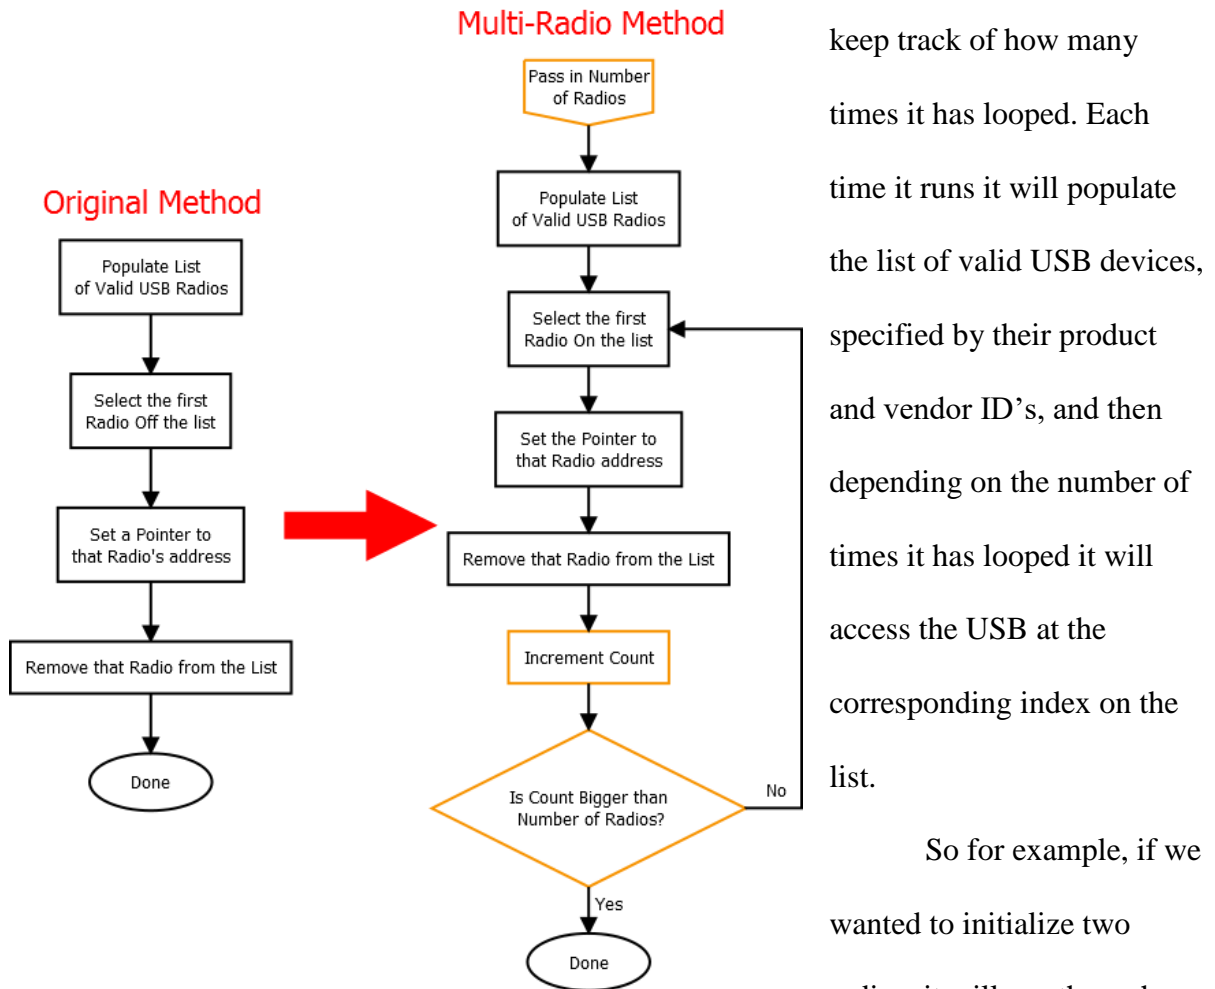 Original Method
Populate List
of Valid USB Radios
Select the first
Radio Off the list
Set a Pointer to
that Radio's address
Remove that Radio from the List
Done
Multi-Radio Method
Pass in Number
of Radios
Populate List
of Valid USB Radios
Select the first
Radio On the list
Set the Pointer to
that Radio address
Remove that Radio from the List
Increment Count
Is Count Bigger than
Number of Radios?
No
Yes
Done
keep track of how many
times it has looped. Each
time it runs it will populate
the list of valid USB devices,
specified by their product
and vendor ID’s, and then
depending on the number of
times it has looped it will
access the USB at the
corresponding index on the
list.
So for example, if we
wanted to initialize two